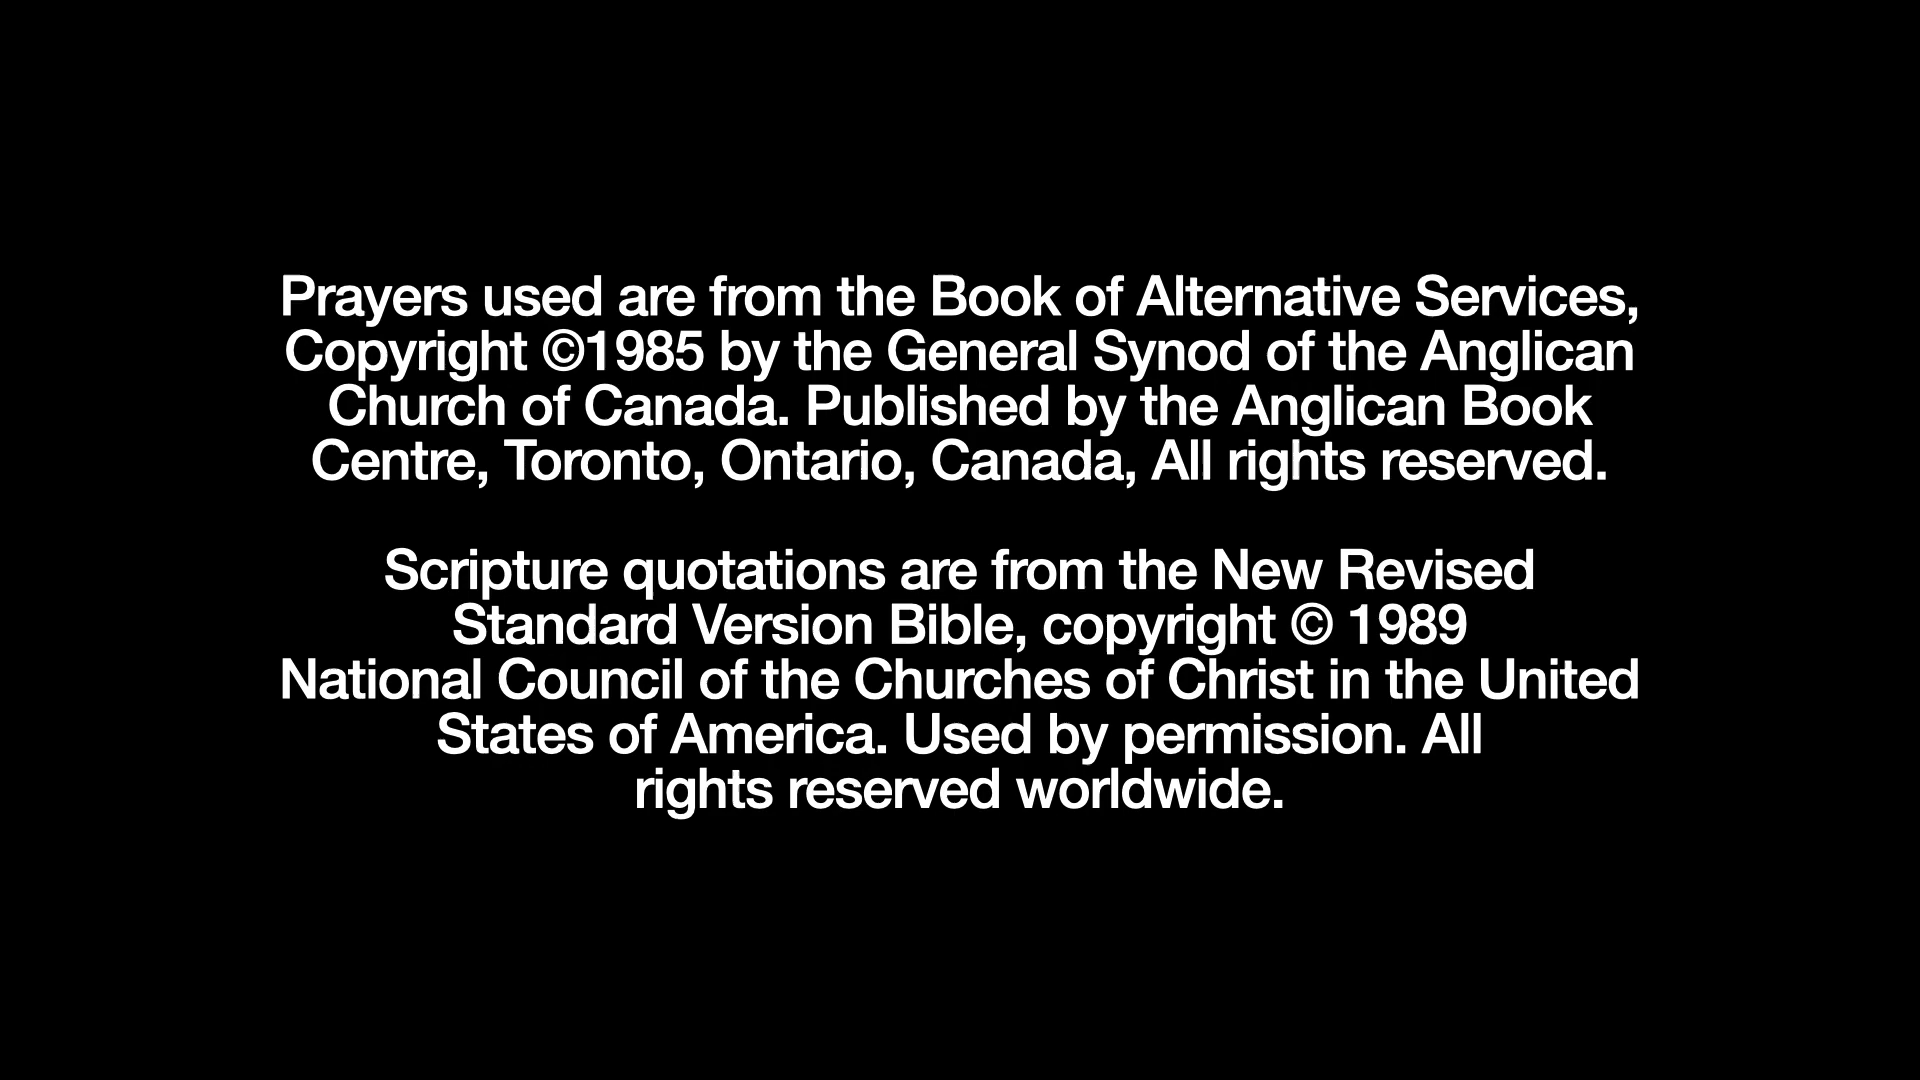 Prayers used are from the Book of Alternative Services,
Copyright ©1985 by the General Synod of the Anglican
Church of Canada. Published by the Anglican Book
Centre, Toronto, Ontario, Canada, All rights reserved.
Scripture quotations are from the New Revised
Standard Version Bible, copyright © 1989
National Council of the Churches of Christ in the United
States of America. Used by permission. All
rights reserved worldwide.